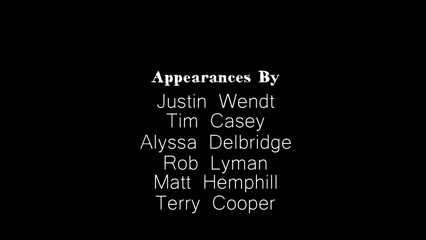 Appearances By
Justin Wendt
Tim Casey
Alyssa Delbridge
Rob Lyman
Matt Hemphill
Terry Cooper